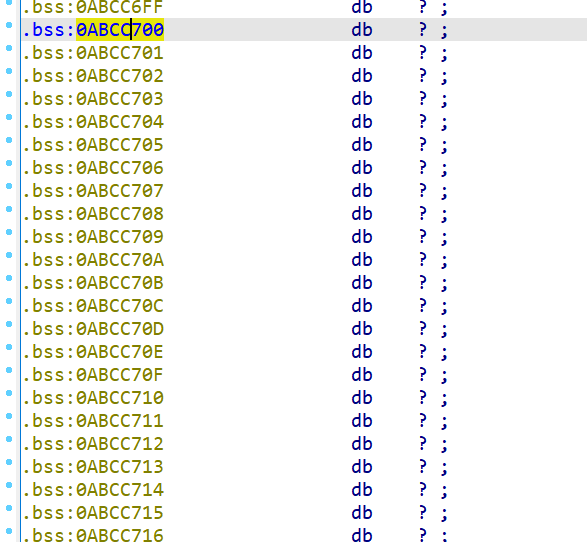 .bss:0ABCC6FF db ? ;
.bss:0ABCC700 db ? ;
.bss:0ABCC701 db ? ;
.bss:0ABCC702 db ? ;
.bss:0ABCC703 db ? ;
.bss:0ABCC704 db ? ;
.bss:0ABCC705 db ? ;
.bss:0ABCC706 db ? ;
.bss:0ABCC707 db ? ;
.bss:0ABCC708 db ? ;
.bss:0ABCC709 db ? ;
.bss:0ABCC70A db ? ;
.bss:0ABCC70B db ? ;
.bss:0ABCC70C db ? ;
.bss:0ABCC70D db ? ;
.bss:0ABCC70E db ? ;
.bss:0ABCC70F db ? ;
.bss:0ABCC710 db ? ;
.bss:0ABCC711 db ? ;
.bss:0ABCC712 db ? ;
.bss:0ABCC713 db ? ;
.bss:0ABCC714 db ? ;
.bss:0ABCC715 db ? ;
.bss:0ABCC716 db ? ;